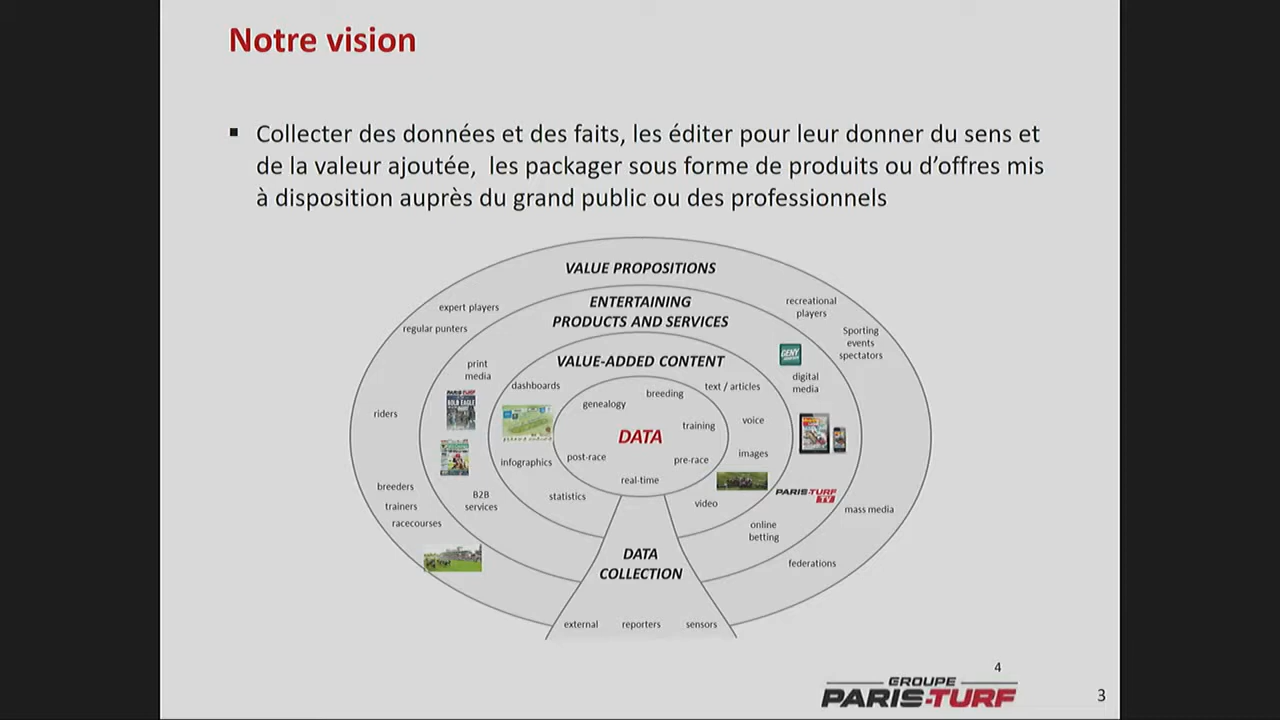 Notre vision
▪ Collecter des données et des faits, les éditer pour leur donner du sens et
de la valeur ajoutée, les packager sous forme de produits ou d’offres mis
à disposition auprès du grand public ou des professionnels
VALUE PROPOSITIONS
ENTERTAINING
PRODUCTS AND SERVICES
VALUE-ADDED CONTENT
DATA
expert players
regular punters
riders
breeders
trainers
racecourses
recreational
players
Sporting
events
spectators
mass media
federations
print
media
B2B
services
GENY
digital
media
PARIS-TURF
TV
online
betting
dashboards
infographics
statistics
text / articles
voice
images
video
genealogy
breeding
training
pre-race
real-time
post-race
PARIS-TURF
DATA
COLLECTION
external
reporters
sensors
4
GROUPE
PARIS-TURF
3